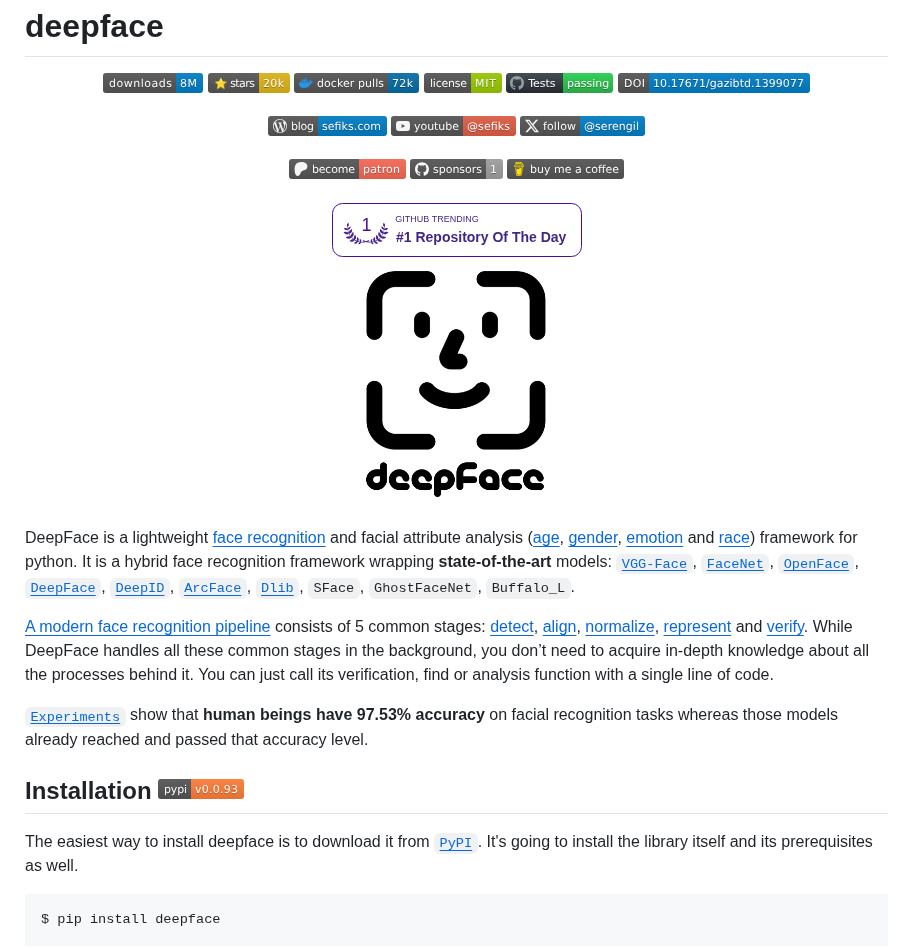 deepface
downloads 8M stars 20k docker pulls 72k license MIT Tests passing DOI 10.17671/gazibtd.1399077
blog sefiks.com youtube @sefiks follow @serengil
become patron sponsors 1 buy me a coffee
1 GITHUB TRENDING
#1 Repository Of The Day
deepface
DeepFace is a lightweight face recognition and facial attribute analysis (age, gender, emotion and race) framework for
python. It is a hybrid face recognition framework wrapping state-of-the-art models: VGG-Face , FaceNet , OpenFace ,
DeepFace , DeepID , ArcFace , Dlib , SFace , GhostFaceNet , Buffalo_L .
A modern face recognition pipeline consists of 5 common stages: detect, align, normalize, represent and verify. While
DeepFace handles all these common stages in the background, you don’t need to acquire in-depth knowledge about all
the processes behind it. You can just call its verification, find or analysis function with a single line of code.
Experiments show that human beings have 97.53% accuracy on facial recognition tasks whereas those models
already reached and passed that accuracy level.
Installation pypi v0.0.93
The easiest way to install deepface is to download it from PyPI . It's going to install the library itself and its prerequisites
as well.
$ pip install deepface